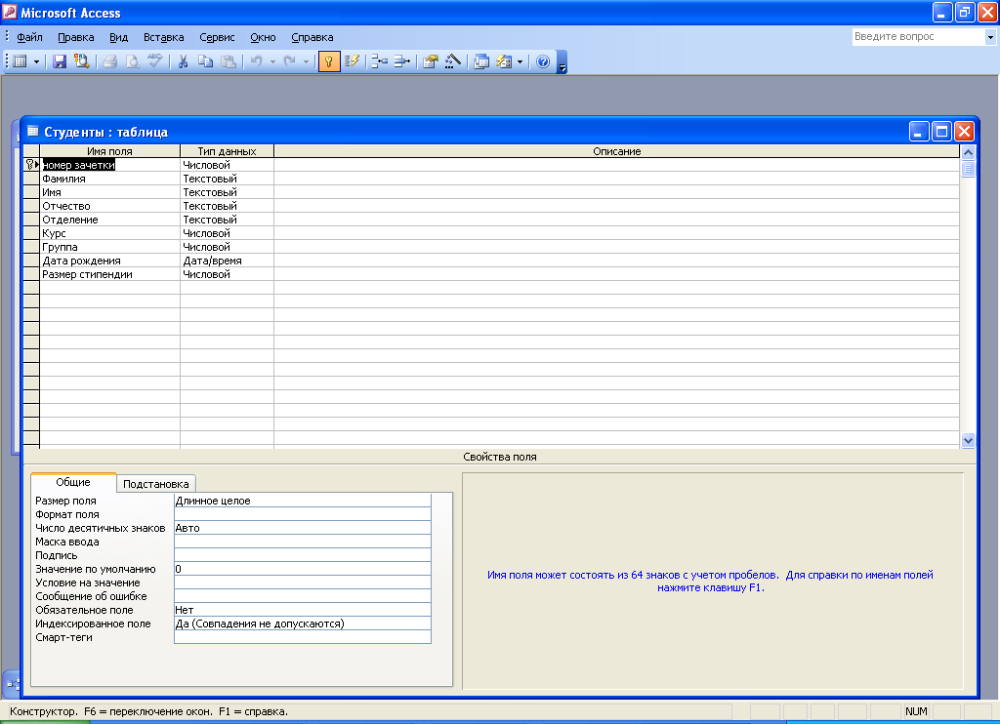 Microsoft Access
Файл Правка Вид Вставка Сервис Окно Справка Введите вопрос
Студенты : таблица
Имя поля Тип данных Описание
номер зачетки Числовой
Фамилия Текстовый
Имя Текстовый
Отчество Текстовый
Отделение Текстовый
Курс Числовой
Группа Числовой
Дата рождения Дата/время
Размер стипендии Числовой
Свойства поля
Общие Подстановка
Размер поля Длинное целое
Формат поля
Число десятичных знаков Авто
Маска ввода
Подпись
Значение по умолчанию 0
Условие на значение
Сообщение об ошибке
Обязательное поле Нет
Индексированное поле Да (Совпадения не допускаются)
Смарт-теги
Имя поля может состоять из 64 знаков с учетом пробелов. Для справки по именам полей
нажмите клавишу F1.
Конструктор. F6 = переключение окон. F1 = справка. NUM